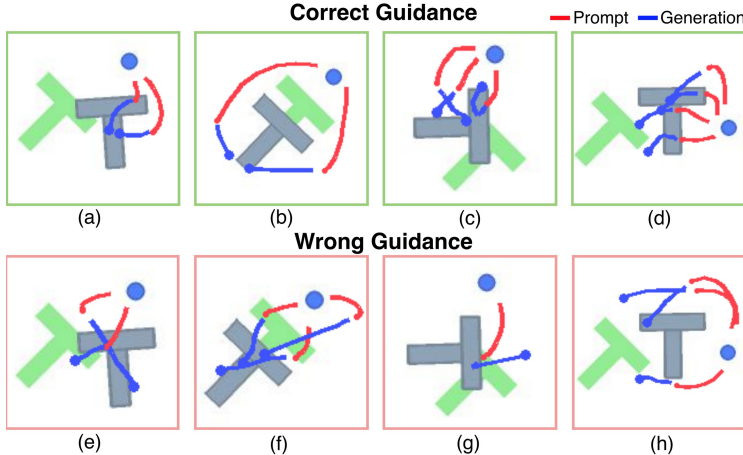 Correct Guidance
Prompt Generation
(a) (b) (c) (d)
Wrong Guidance
(e) (f) (g) (h)